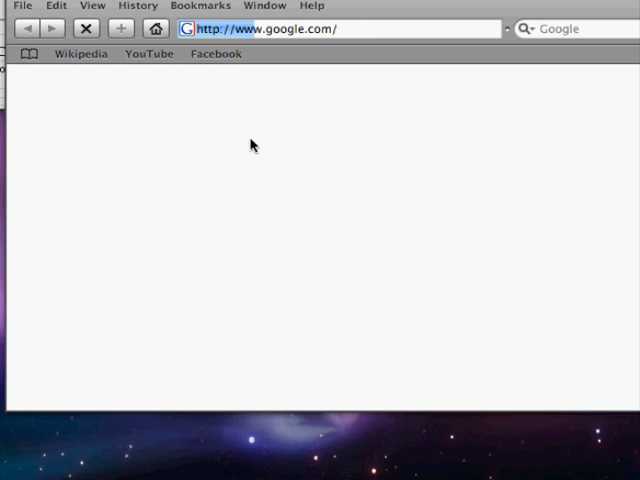 File Edit View History Bookmarks Window Help
http://www.google.com/ Google
Wikipedia YouTube Facebook